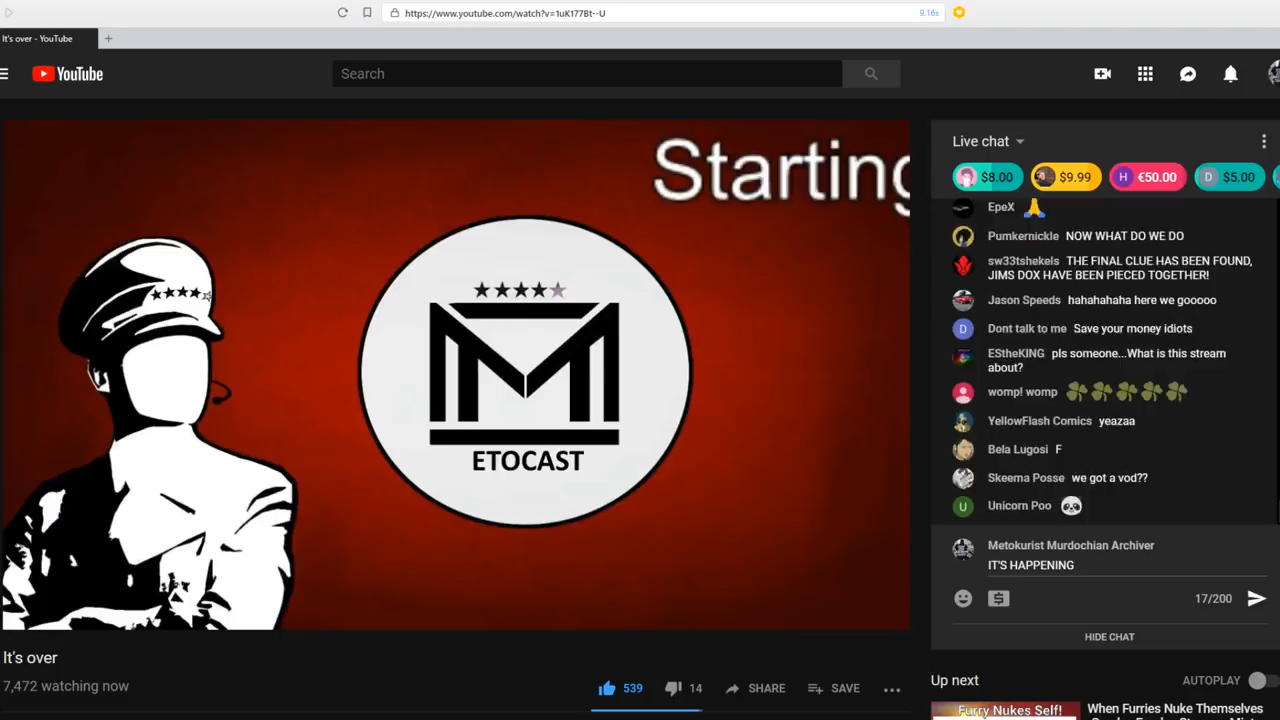 https://www.youtube.com/watch?v=1uK177Bt--U
9.16s
It's over - YouTube
YouTube
Search
Starting
★★★★★
M
ETOCAST
It's over
7,472 watching now
539
14
SHARE
SAVE
Live chat
$8.00
$9.99
H €50.00
D $5.00
EpeX
Pumkernickle NOW WHAT DO WE DO
sw33tshekels THE FINAL CLUE HAS BEEN FOUND,
JIMS DOX HAVE BEEN PIECED TOGETHER!
Jason Speeds hahahahaha here we gooooo
D Dont talk to me Save your money idiots
EStheKING pls someone...What is this stream
about?
womp! womp
YellowFlash Comics yeazaa
Bela Lugosi F
Skeema Posse we got a vod??
U Unicorn Poo
Metokurist Murdochian Archiver
IT'S HAPPENING
17/200
HIDE CHAT
Up next
AUTOPLAY
Furry Nukes Self!
When Furries Nuke Themselves